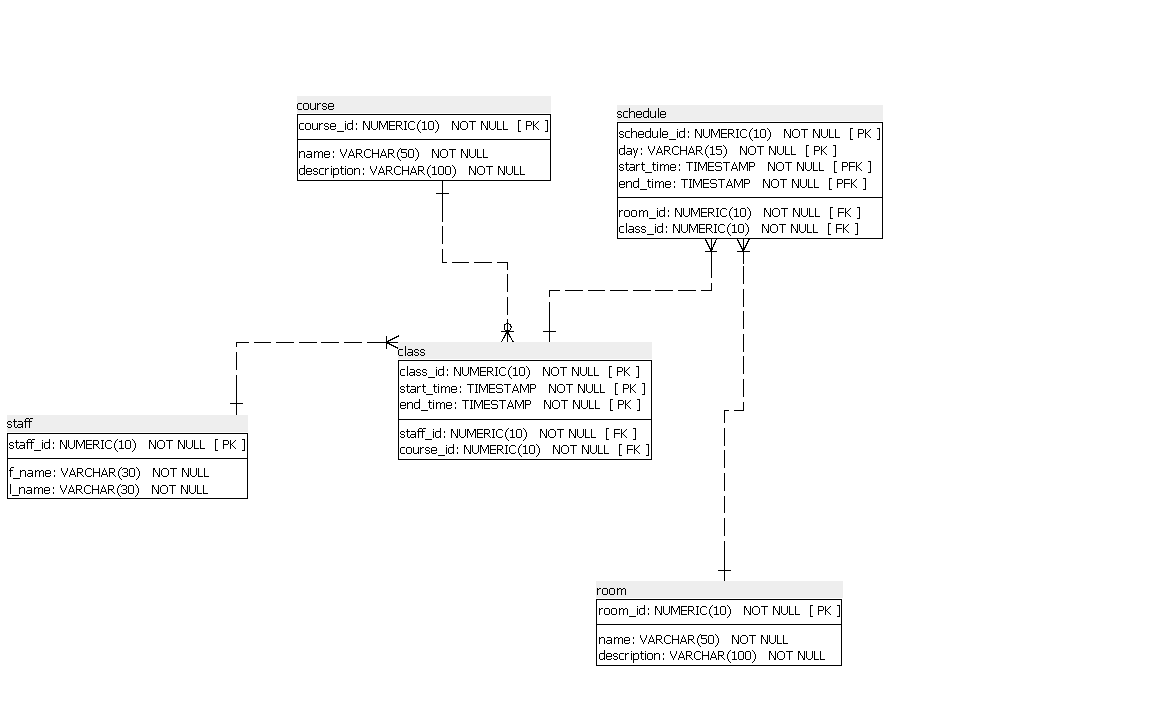 course
course_id: NUMERIC(10) NOT NULL [ PK ]
name: VARCHAR(50) NOT NULL
description: VARCHAR(100) NOT NULL
schedule
schedule_id: NUMERIC(10) NOT NULL [ PK ]
day: VARCHAR(15) NOT NULL [ PK ]
start_time: TIMESTAMP NOT NULL [ PFK ]
end_time: TIMESTAMP NOT NULL [ PFK ]
room_id: NUMERIC(10) NOT NULL [ FK ]
class_id: NUMERIC(10) NOT NULL [ FK ]
class
class_id: NUMERIC(10) NOT NULL [ PK ]
start_time: TIMESTAMP NOT NULL [ PK ]
end_time: TIMESTAMP NOT NULL [ PK ]
staff_id: NUMERIC(10) NOT NULL [ FK ]
course_id: NUMERIC(10) NOT NULL [ FK ]
staff
staff_id: NUMERIC(10) NOT NULL [ PK ]
f_name: VARCHAR(30) NOT NULL
l_name: VARCHAR(30) NOT NULL
room
room_id: NUMERIC(10) NOT NULL [ PK ]
name: VARCHAR(50) NOT NULL
description: VARCHAR(100) NOT NULL